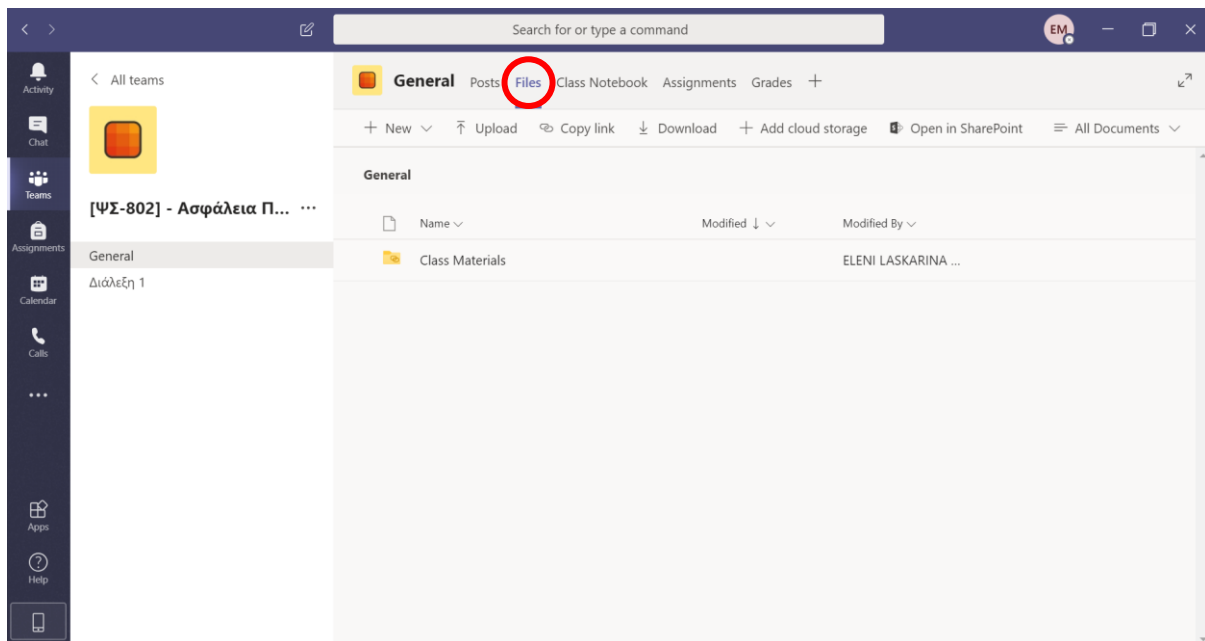 Search for or type a command
EM
Activity
Chat
Teams
Assignments
Calendar
Calls
Apps
Help
All teams
[ΨΣ-802] - Ασφάλεια Π...
General
Διάλεξη 1
General Posts Files Class Notebook Assignments Grades
New Upload Copy link Download Add cloud storage Open in SharePoint All Documents
General
Name Modified Modified By
Class Materials ELENI LASKARINA ...